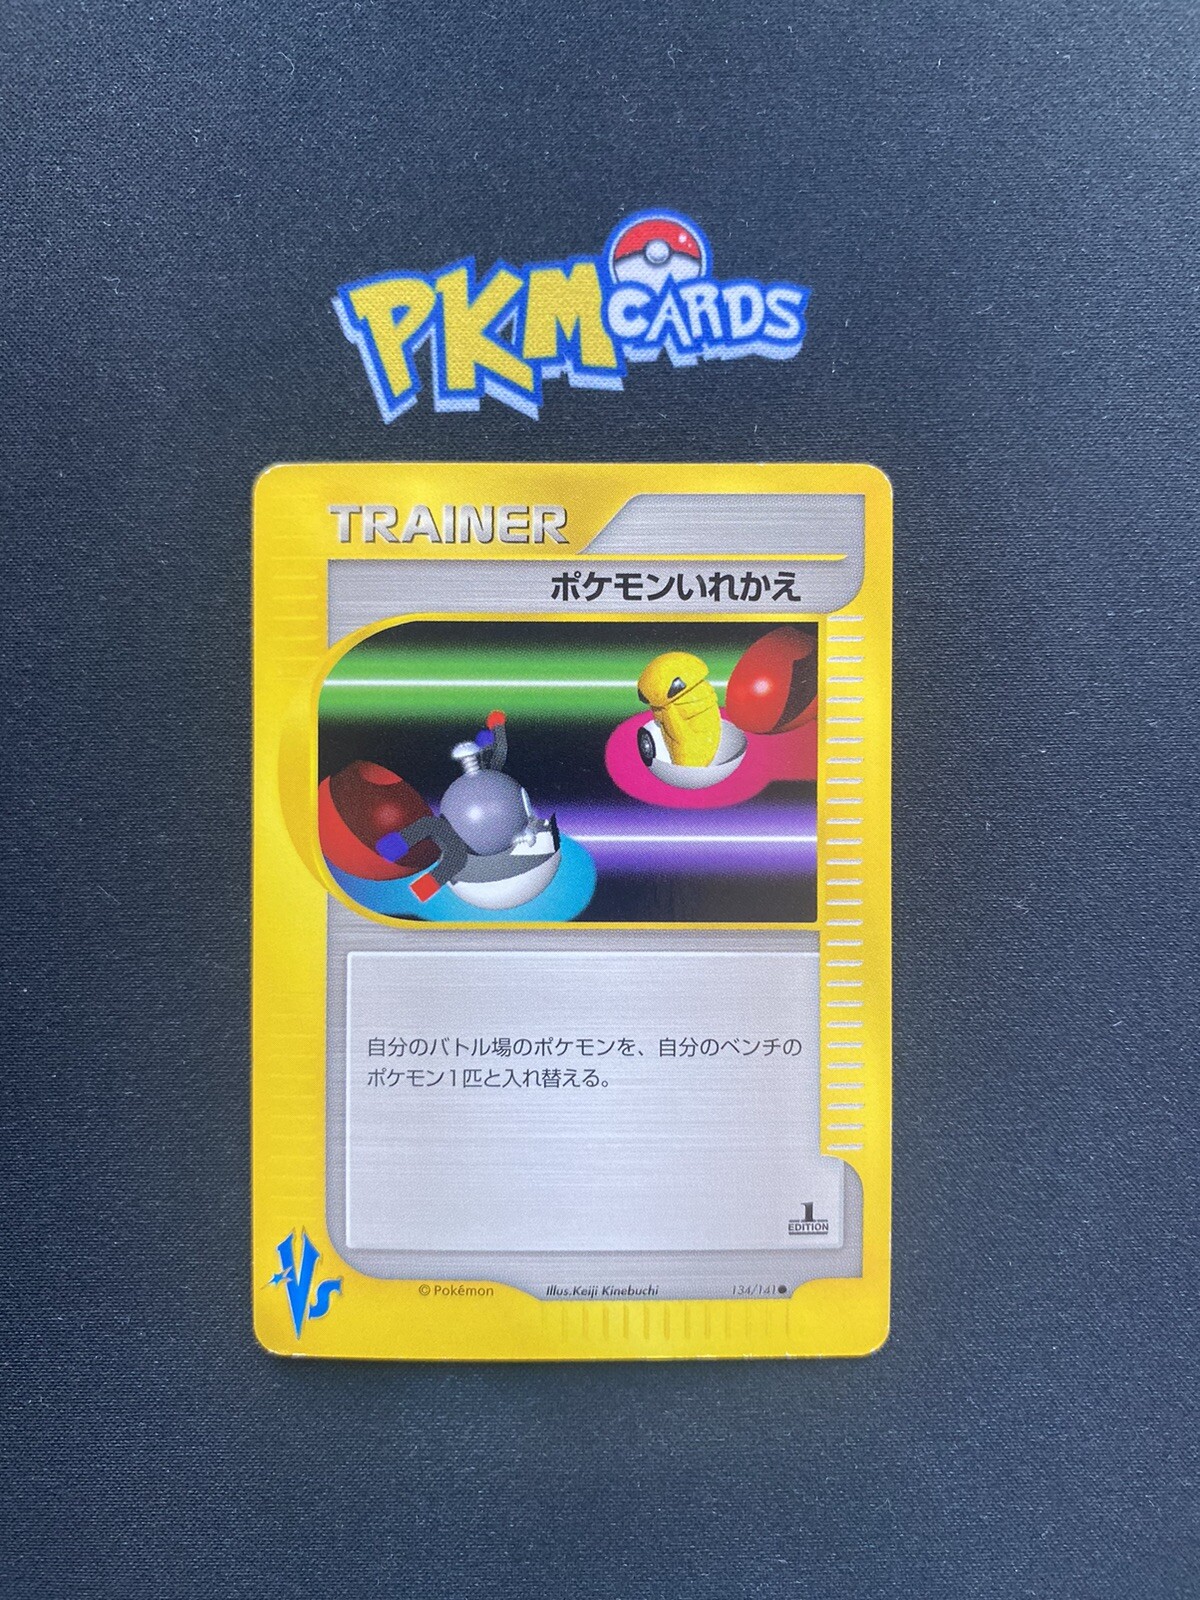 PKMCARDS
TRAINER
ポケモンいれかえ
自分のバトル場のポケモンを、自分のベンチの
ポケモン1匹と入れ替える。
1
EDITION
VS
© Pokémon Illus.Keiji Kinebuchi 134/141●